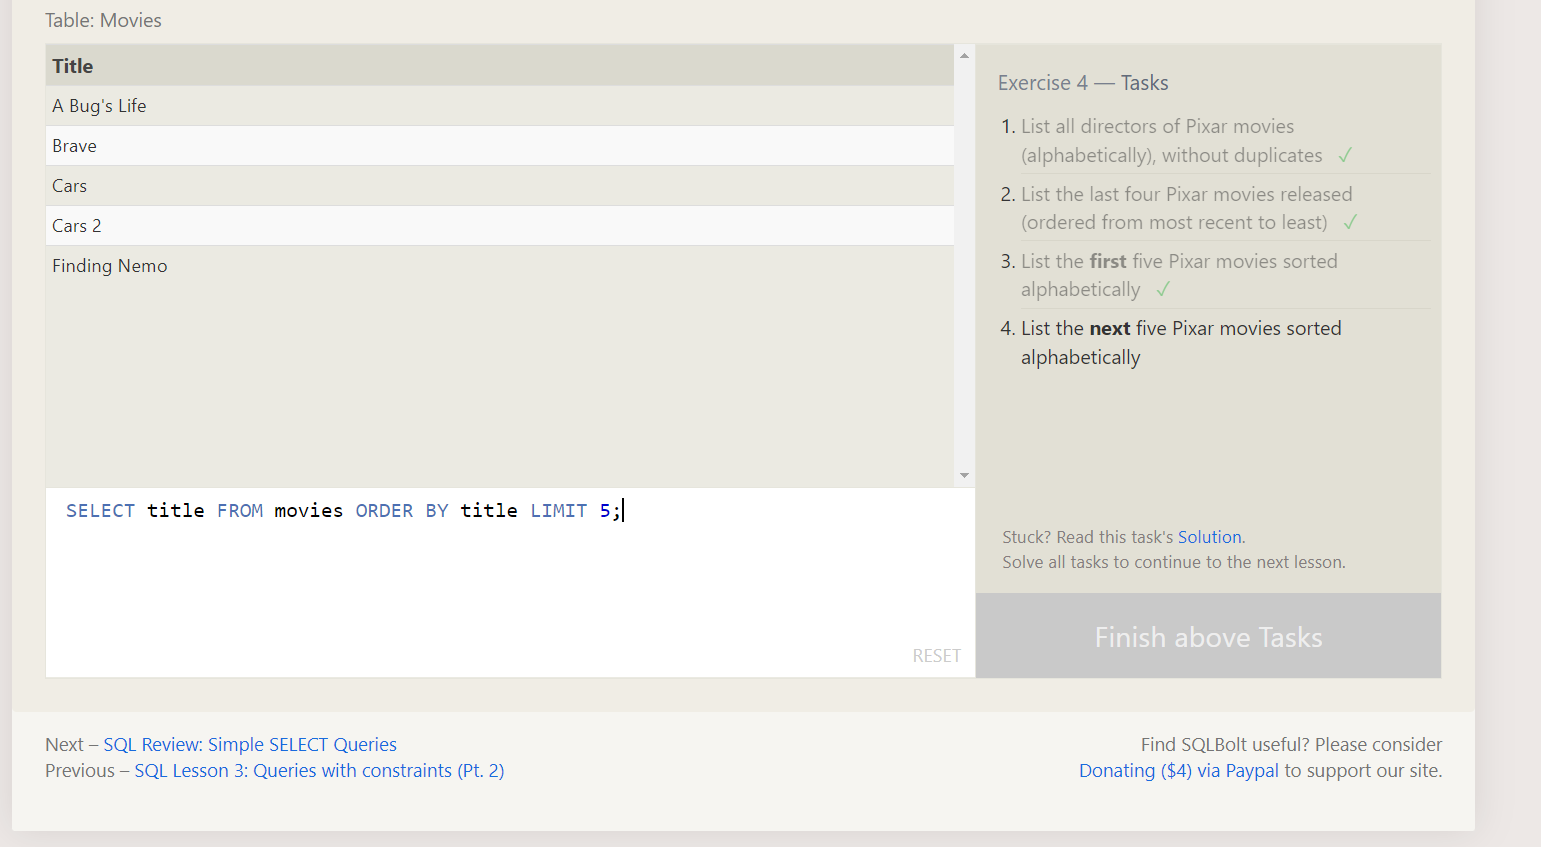 Table: Movies
Title
A Bug's Life
Brave
Cars
Cars 2
Finding Nemo
SELECT title FROM movies ORDER BY title LIMIT 5;
RESET
Exercise 4 — Tasks
1. List all directors of Pixar movies
(alphabetically), without duplicates ✓
2. List the last four Pixar movies released
(ordered from most recent to least) ✓
3. List the first five Pixar movies sorted
alphabetically ✓
4. List the next five Pixar movies sorted
alphabetically
Stuck? Read this task's Solution.
Solve all tasks to continue to the next lesson.
Finish above Tasks
Next – SQL Review: Simple SELECT Queries
Previous – SQL Lesson 3: Queries with constraints (Pt. 2)
Find SQLBolt useful? Please consider
Donating ($4) via Paypal to support our site.